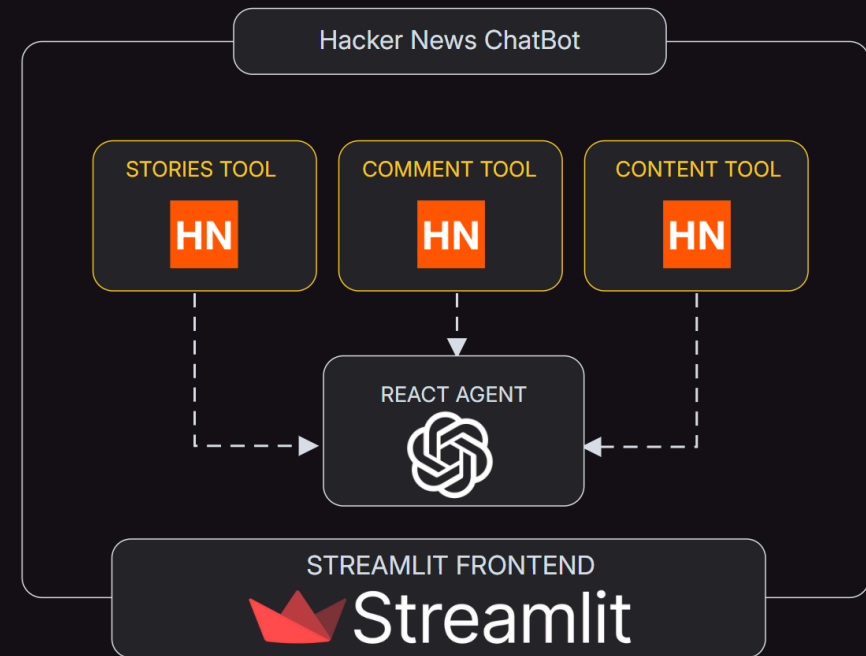 Hacker News ChatBot
STORIES TOOL
HN
COMMENT TOOL
HN
CONTENT TOOL
HN
REACT AGENT
STREAMLIT FRONTEND
Streamlit